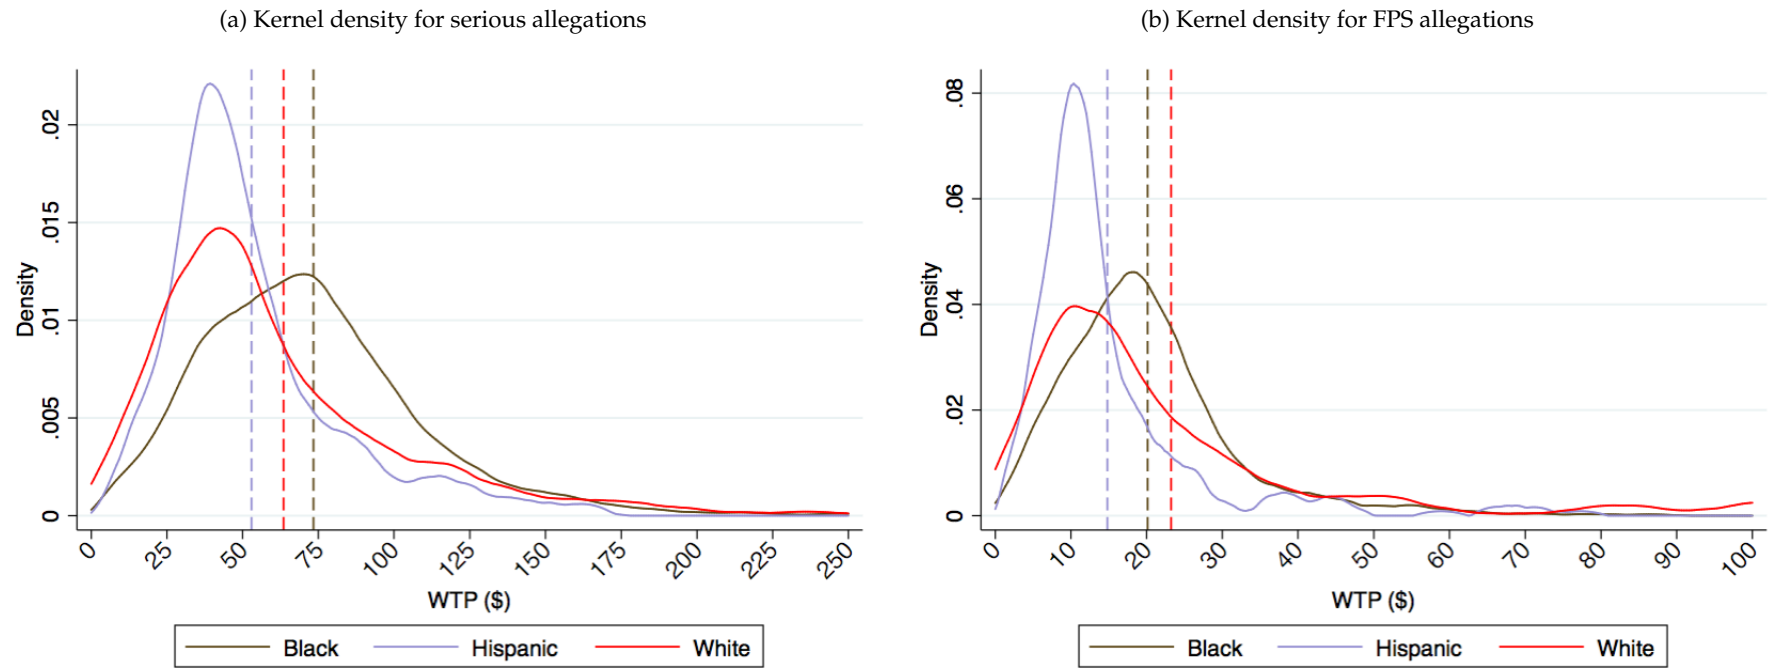 (a) Kernel density for serious allegations
.02
.015
.01
.005
0
Density
0 25 50 75 100 125 150 175 200 225 250
WTP ($)
Black Hispanic White
(b) Kernel density for FPS allegations
.08
.06
.04
.02
0
Density
0 10 20 30 40 50 60 70 80 90 100
WTP ($)
Black Hispanic White